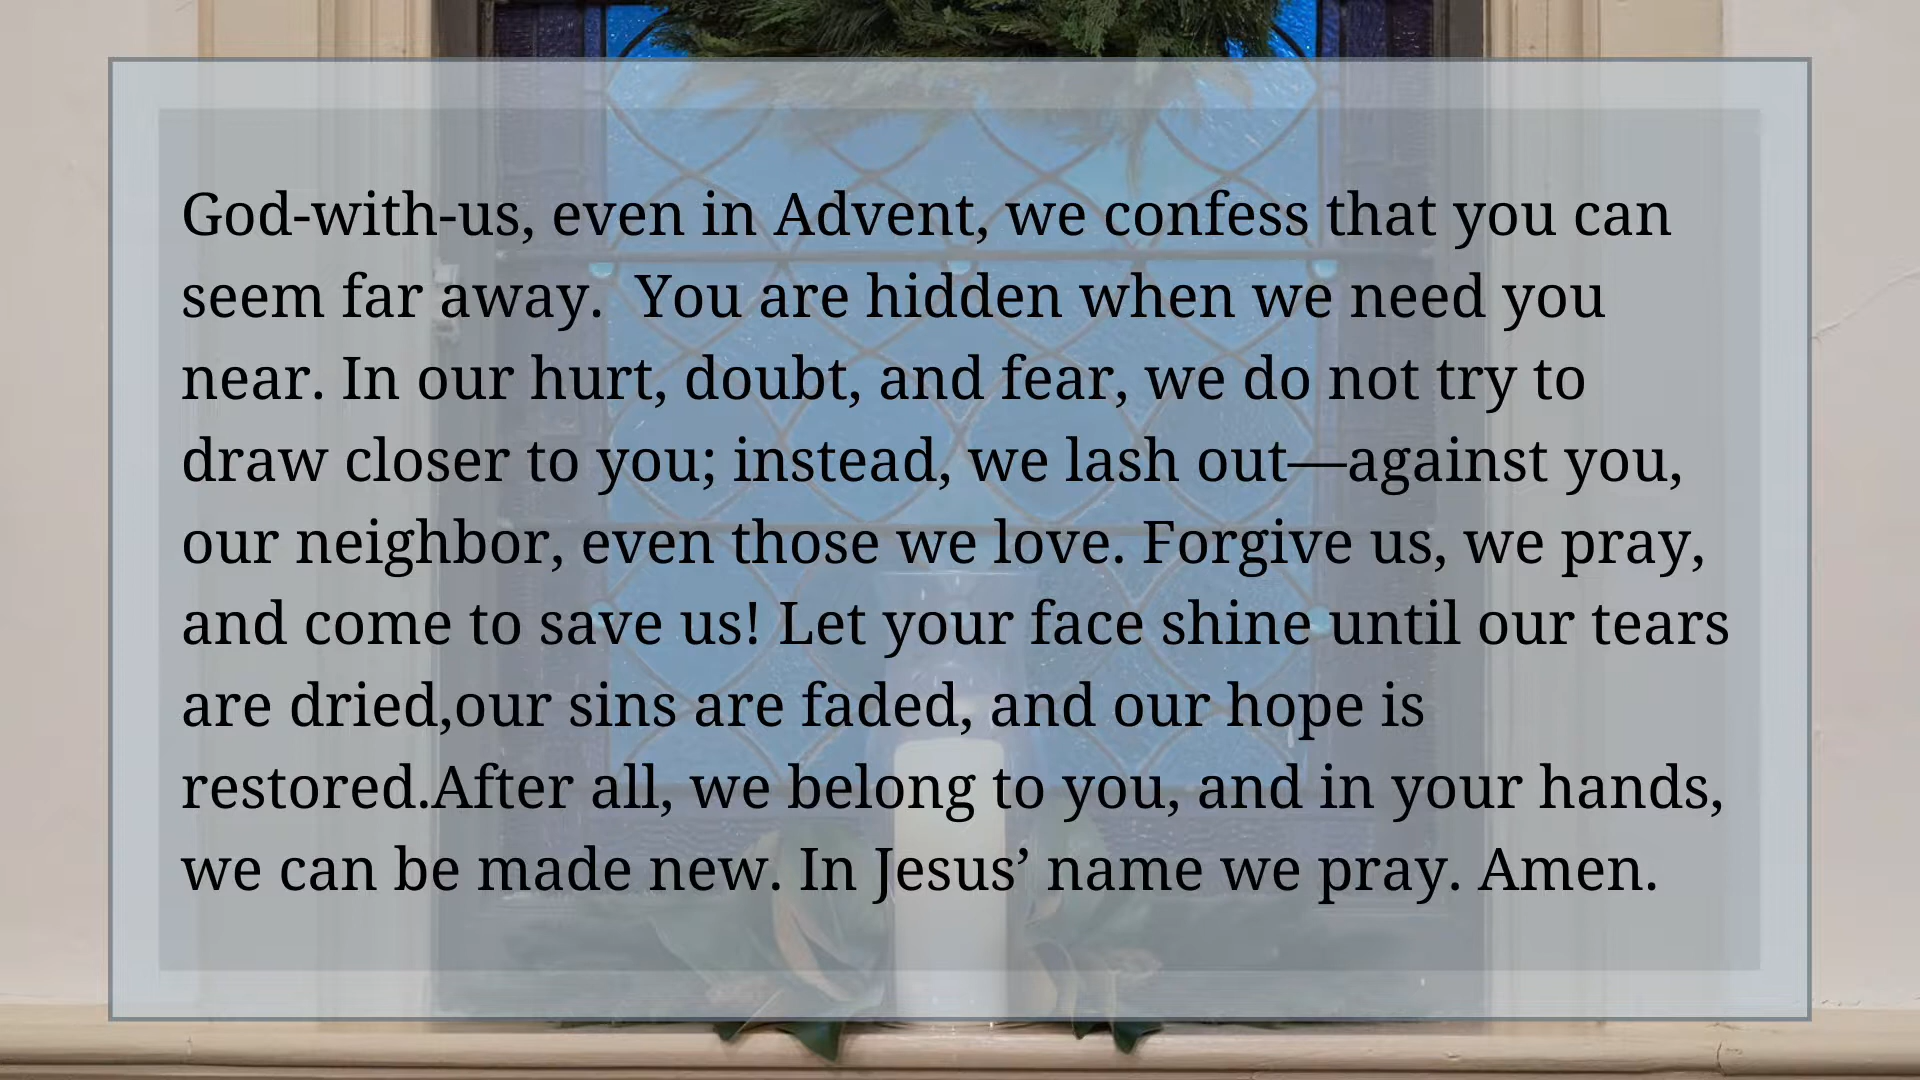 God-with-us, even in Advent, we confess that you can
seem far away.  You are hidden when we need you
near. In our hurt, doubt, and fear, we do not try to
draw closer to you; instead, we lash out—against you,
our neighbor, even those we love. Forgive us, we pray,
and come to save us! Let your face shine until our tears
are dried,our sins are faded, and our hope is
restored.After all, we belong to you, and in your hands,
we can be made new. In Jesus’ name we pray. Amen.